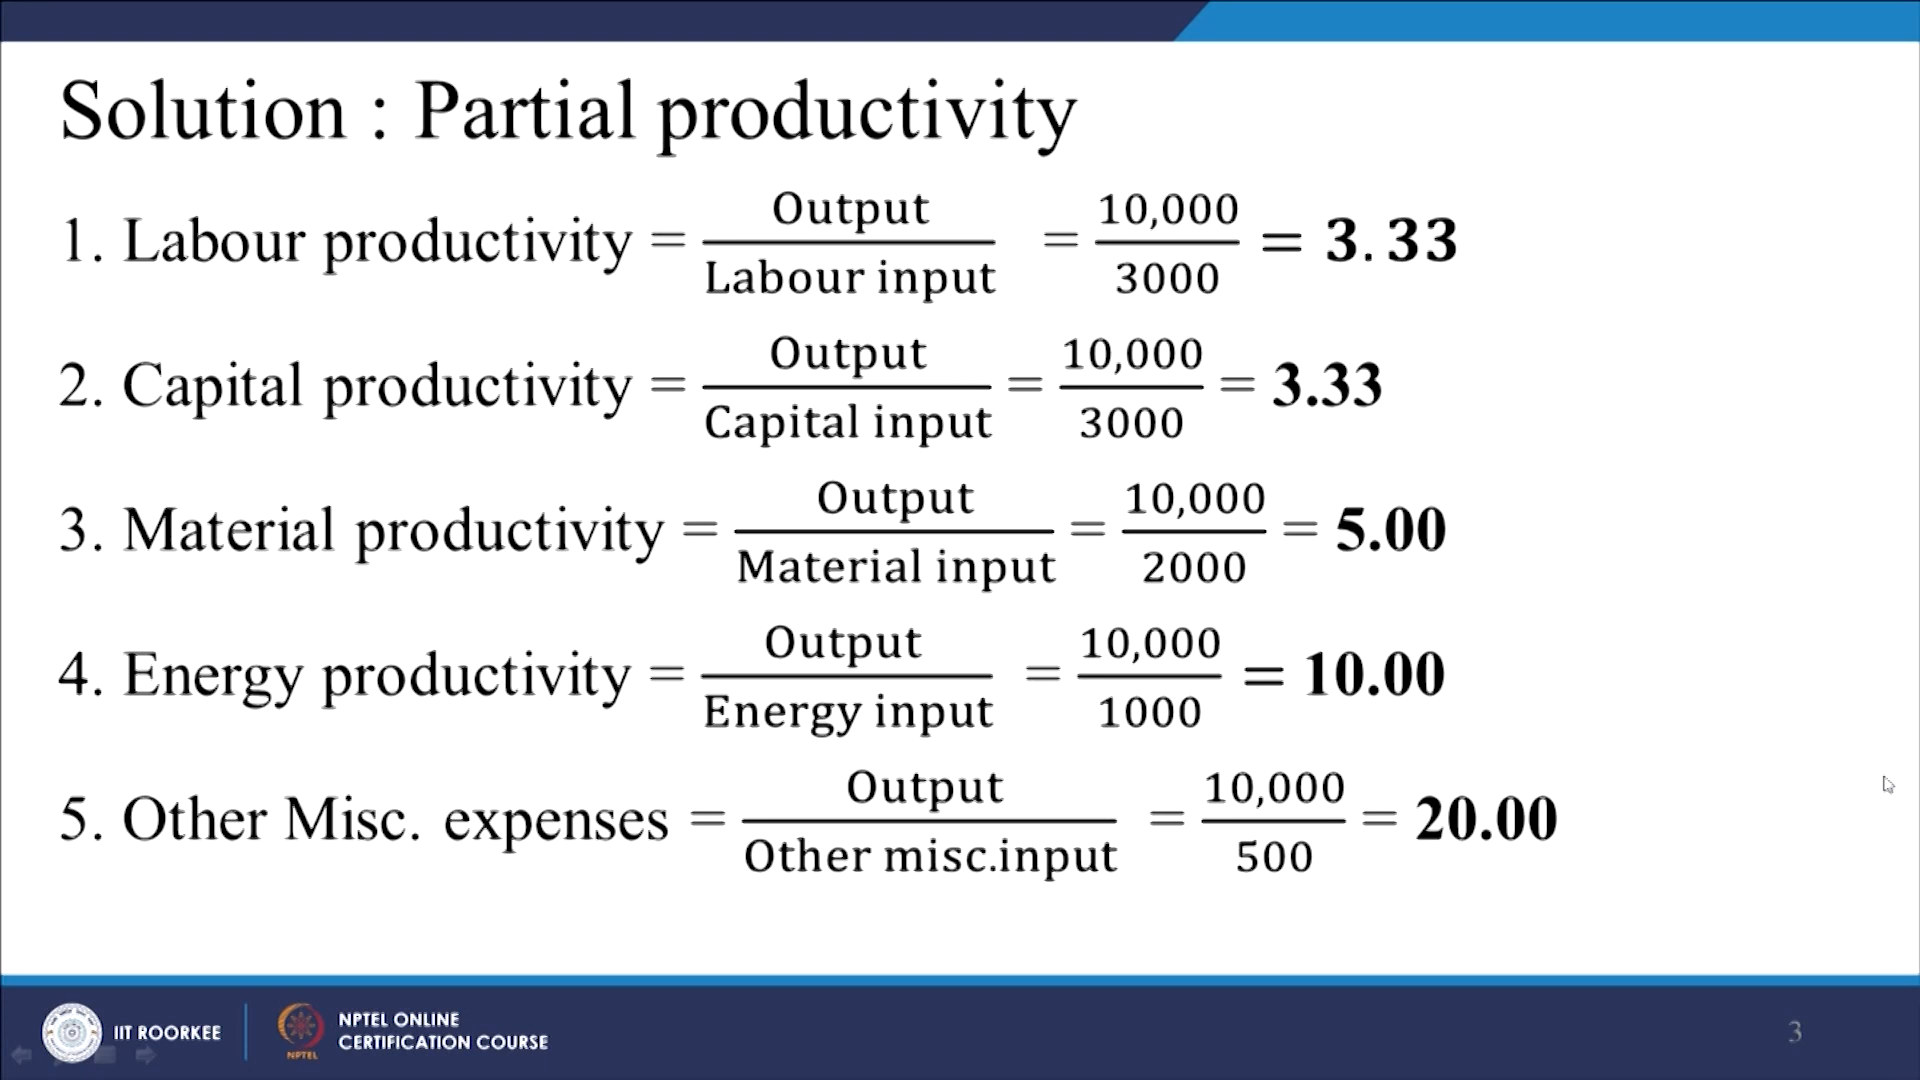 Solution : Partial productivity
1. Labour productivity = Output / Labour input = 10,000 / 3000 = 3.33
2. Capital productivity = Output / Capital input = 10,000 / 3000 = 3.33
3. Material productivity = Output / Material input = 10,000 / 2000 = 5.00
4. Energy productivity = Output / Energy input = 10,000 / 1000 = 10.00
5. Other Misc. expenses = Output / Other misc.input = 10,000 / 500 = 20.00
IIT ROORKEE
NPTEL
NPTEL ONLINE
CERTIFICATION COURSE
3